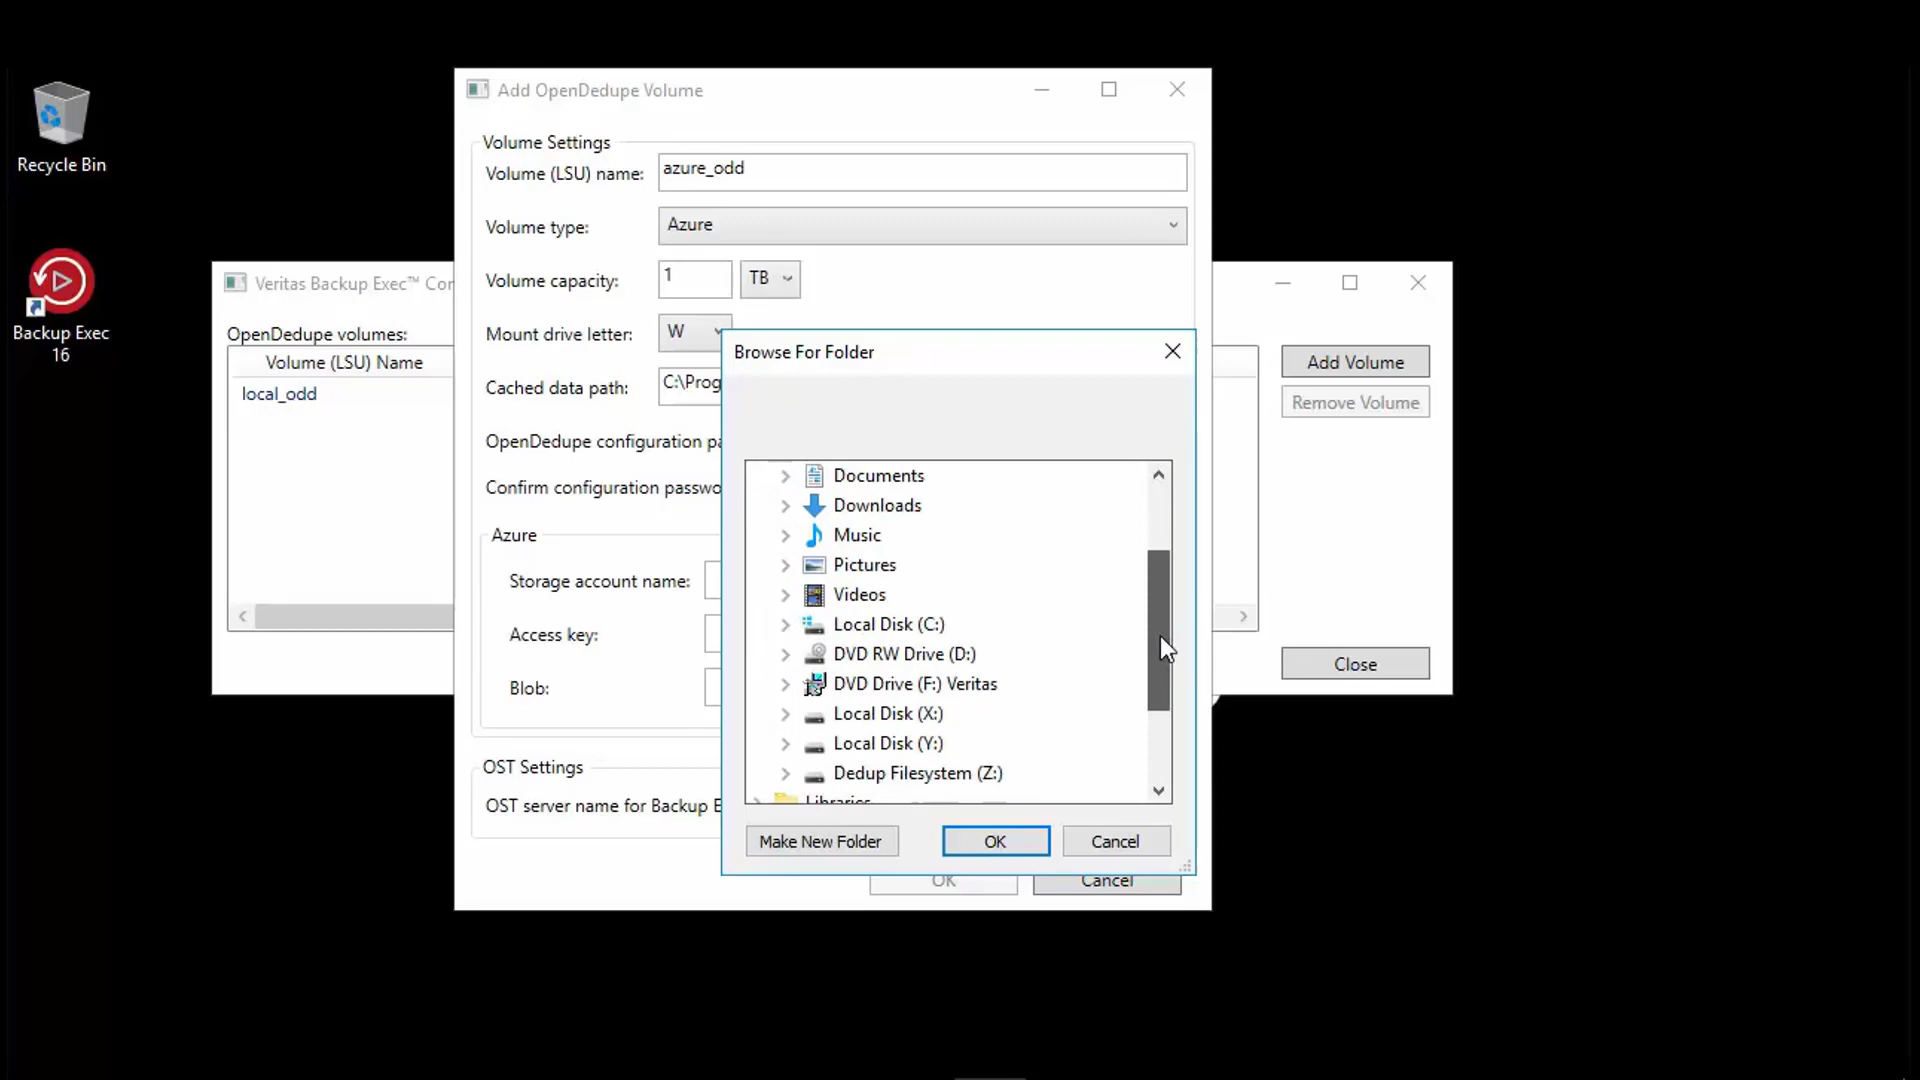 Recycle Bin
Backup Exec
16
Veritas Backup Exec™ Cor
OpenDedupe volumes:
Volume (LSU) Name
local_odd
Add Volume
Remove Volume
Close
Add OpenDedupe Volume
Volume Settings
Volume (LSU) name:
azure_odd
Volume type:
Azure
Volume capacity:
1
TB
Mount drive letter:
W
Cached data path:
C:\Prog
OpenDedupe configuration pa
Confirm configuration passwo
Azure
Storage account name:
Access key:
Blob:
OST Settings
OST server name for Backup E
OK
Cancel
Browse For Folder
Documents
Downloads
Music
Pictures
Videos
Local Disk (C:)
DVD RW Drive (D:)
DVD Drive (F:) Veritas
Local Disk (X:)
Local Disk (Y:)
Dedup Filesystem (Z:)
Libraries
Make New Folder
OK
Cancel